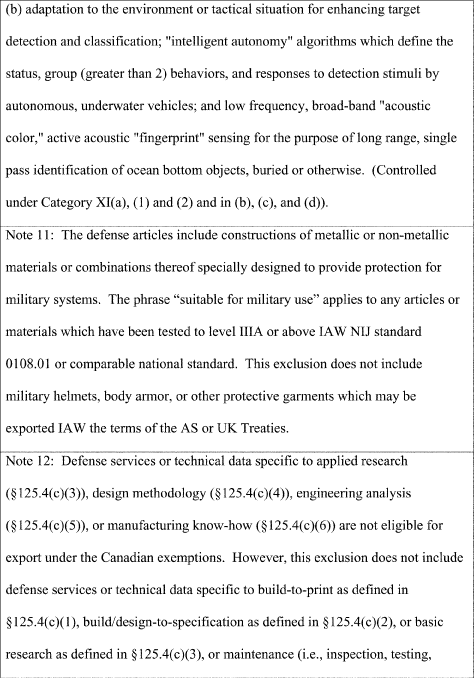 (b) adaptation to the environment or tactical situation for enhancing target
detection and classification; "intelligent autonomy" algorithms which define the
status, group (greater than 2) behaviors, and responses to detection stimuli by
autonomous, underwater vehicles; and low frequency, broad-band "acoustic
color," active acoustic "fingerprint" sensing for the purpose of long range, single
pass identification of ocean bottom objects, buried or otherwise.  (Controlled
under Category XI(a), (1) and (2) and in (b), (c), and (d)).
Note 11:  The defense articles include constructions of metallic or non-metallic
materials or combinations thereof specially designed to provide protection for
military systems.  The phrase “suitable for military use” applies to any articles or
materials which have been tested to level IIIA or above IAW NIJ standard
0108.01 or comparable national standard.  This exclusion does not include
military helmets, body armor, or other protective garments which may be
exported IAW the terms of the AS or UK Treaties.
Note 12:  Defense services or technical data specific to applied research
(§125.4(c)(3)), design methodology (§125.4(c)(4)), engineering analysis
(§125.4(c)(5)), or manufacturing know-how (§125.4(c)(6)) are not eligible for
export under the Canadian exemptions.  However, this exclusion does not include
defense services or technical data specific to build-to-print as defined in
§125.4(c)(1), build/design-to-specification as defined in §125.4(c)(2), or basic
research as defined in §125.4(c)(3), or maintenance (i.e., inspection, testing,